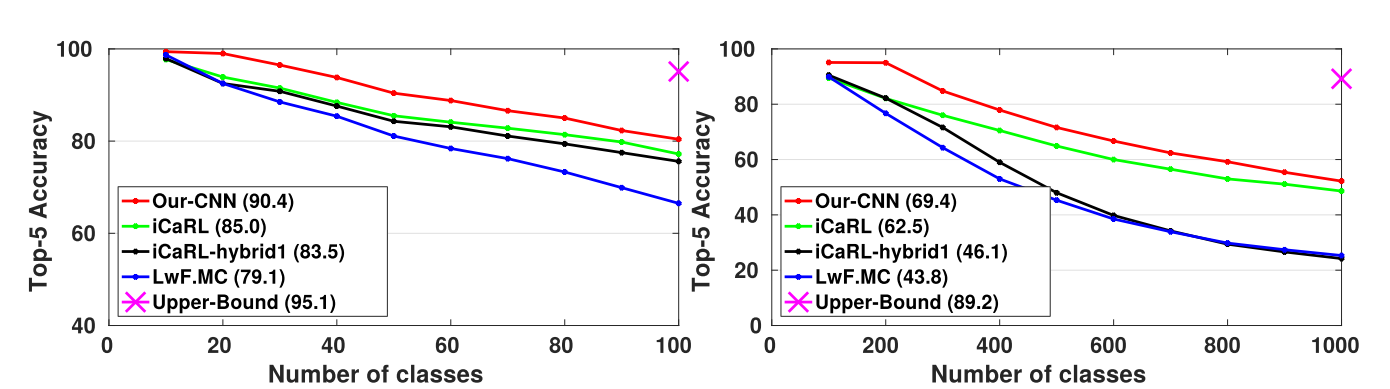 100
80
60
40
Top-5 Accuracy
Our-CNN (90.4)
iCaRL (85.0)
iCaRL-hybrid1 (83.5)
LwF.MC (79.1)
Upper-Bound (95.1)
0 20 40 60 80 100
Number of classes
100
80
60
40
20
0
Top-5 Accuracy
Our-CNN (69.4)
iCaRL (62.5)
iCaRL-hybrid1 (46.1)
LwF.MC (43.8)
Upper-Bound (89.2)
0 200 400 600 800 1000
Number of classes